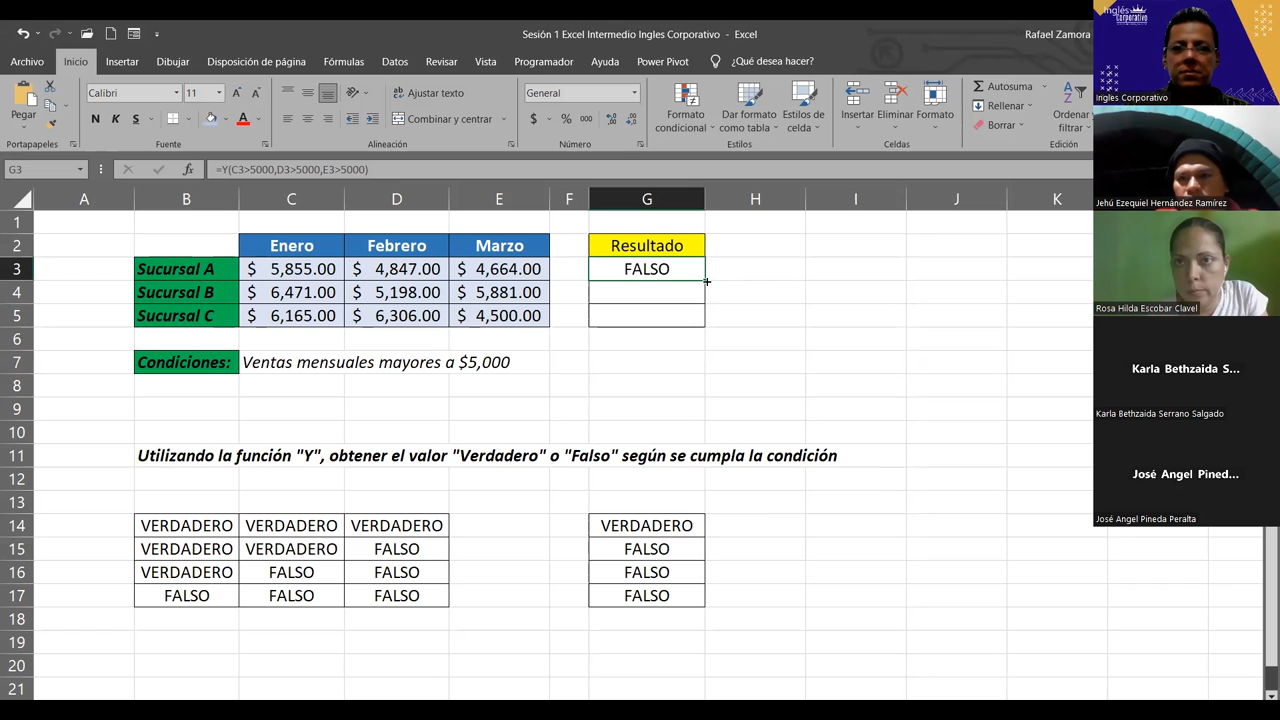 Sesión 1 Excel Intermedio Ingles Corporativo - Excel
Rafael Zamora
Archivo Inicio Insertar Dibujar Disposición de página Fórmulas Datos Revisar Vista Programador Ayuda Power Pivot ¿Qué desea hacer?
Pegar
Calibri 11
N K S
Ajustar texto
Combinar y centrar
General
$ % 000
Formato condicional
Dar formato como tabla
Estilos de celda
Insertar Eliminar Formato
Autosuma
Rellenar
Borrar
Ordenar
filtrar
Portapapeles Fuente Alineación Número Estilos Celdas Edición
G3 fx =Y(C3>5000,D3>5000,E3>5000)
A B C D E F G H I J K
1
2 Enero Febrero Marzo Resultado
3 Sucursal A $ 5,855.00 $ 4,847.00 $ 4,664.00 FALSO
4 Sucursal B $ 6,471.00 $ 5,198.00 $ 5,881.00
5 Sucursal C $ 6,165.00 $ 6,306.00 $ 4,500.00
6
7 Condiciones: Ventas mensuales mayores a $5,000
8
9
10
11 Utilizando la función "Y", obtener el valor "Verdadero" o "Falso" según se cumpla la condición
12
13
14 VERDADERO VERDADERO VERDADERO VERDADERO
15 VERDADERO VERDADERO FALSO FALSO
16 VERDADERO FALSO FALSO FALSO
17 FALSO FALSO FALSO FALSO
18
19
20
21
Inglés
Corporativo
Ingles Corporativo
Jehú Ezequiel Hernández Ramírez
Rosa Hilda Escobar Clavel
Karla Bethzaida S...
Karla Bethzaida Serrano Salgado
José Angel Pined...
José Angel Pineda Peralta